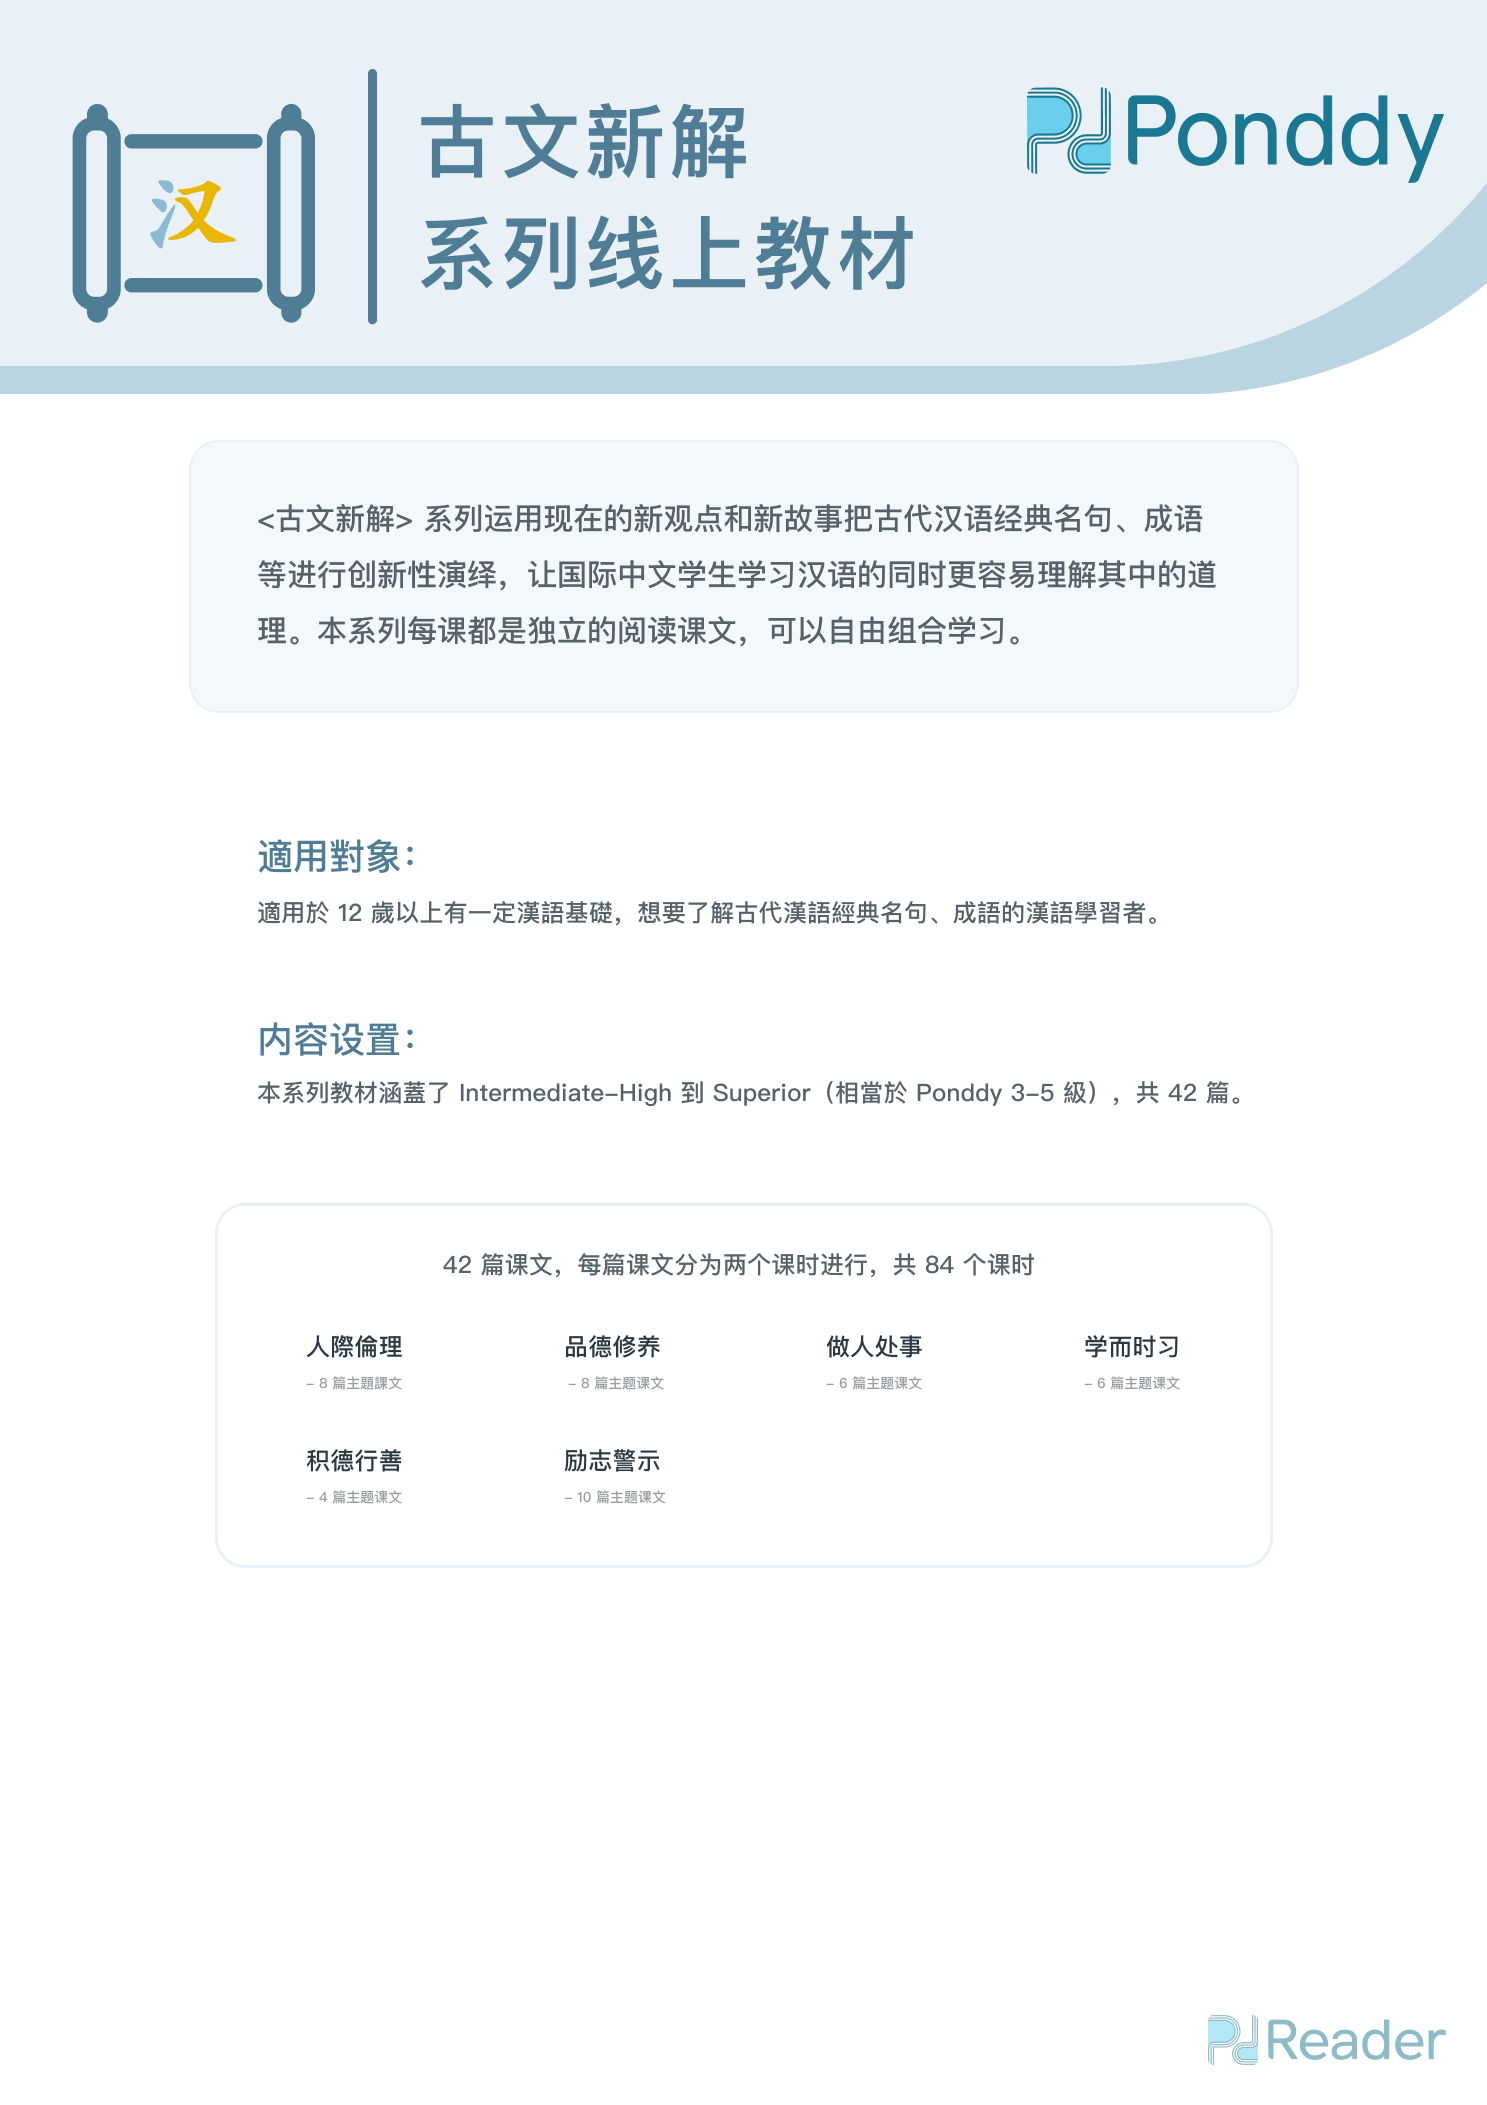 汉
古文新解
系列线上教材
Ponddy
<古文新解> 系列运用现在的新观点和新故事把古代汉语经典名句、成语
等进行创新性演绎，让国际中文学生学习汉语的同时更容易理解其中的道
理。本系列每课都是独立的阅读课文，可以自由组合学习。
適用對象：
適用於 12 歲以上有一定漢語基礎，想要了解古代漢語經典名句、成語的漢語學習者。
内容设置：
本系列教材涵蓋了 Intermediate–High 到 Superior（相當於 Ponddy 3–5 級），共 42 篇。
42 篇课文，每篇课文分为两个课时进行，共 84 个课时
人際倫理 品德修养 做人处事 学而时习
– 8 篇主題課文 – 8 篇主题课文 – 6 篇主题课文 – 6 篇主题课文
积德行善 励志警示
– 4 篇主题课文 – 10 篇主题课文
Reader